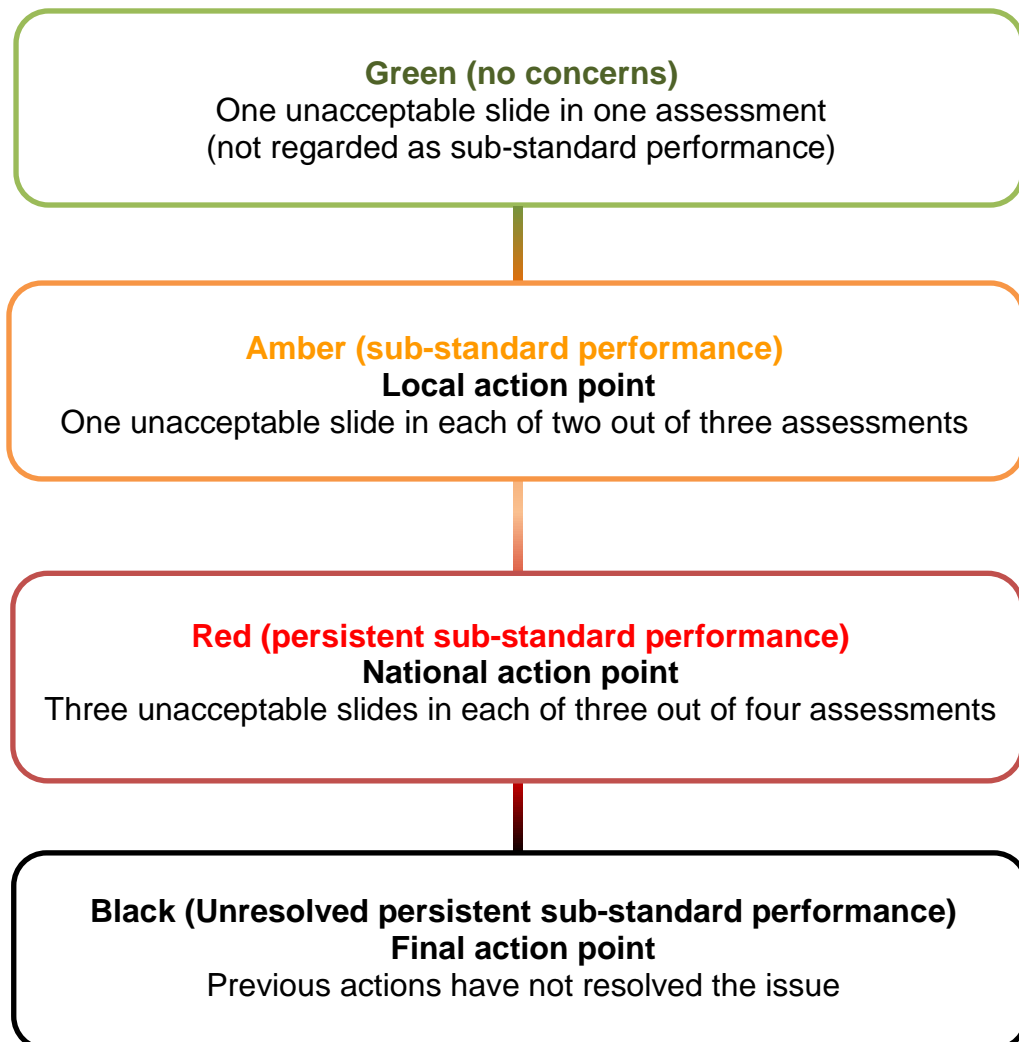 Green (no concerns)
One unacceptable slide in one assessment
(not regarded as sub-standard performance)
Amber (sub-standard performance)
Local action point
One unacceptable slide in each of two out of three assessments
Red (persistent sub-standard performance)
National action point
Three unacceptable slides in each of three out of four assessments
Black (Unresolved persistent sub-standard performance)
Final action point
Previous actions have not resolved the issue